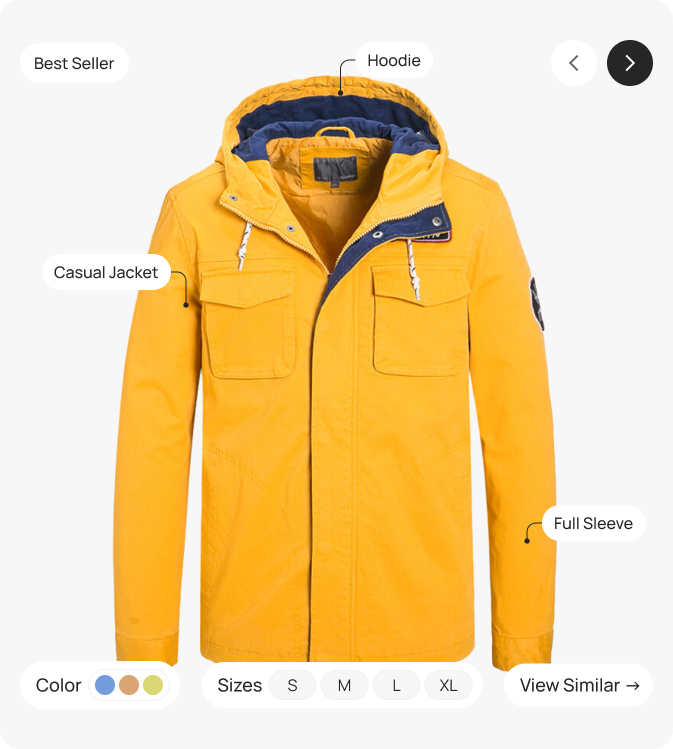 Hoodie
Best Seller
Casual Jacket
Full Sleeve
Color
Sizes S M L XL
View Similar →